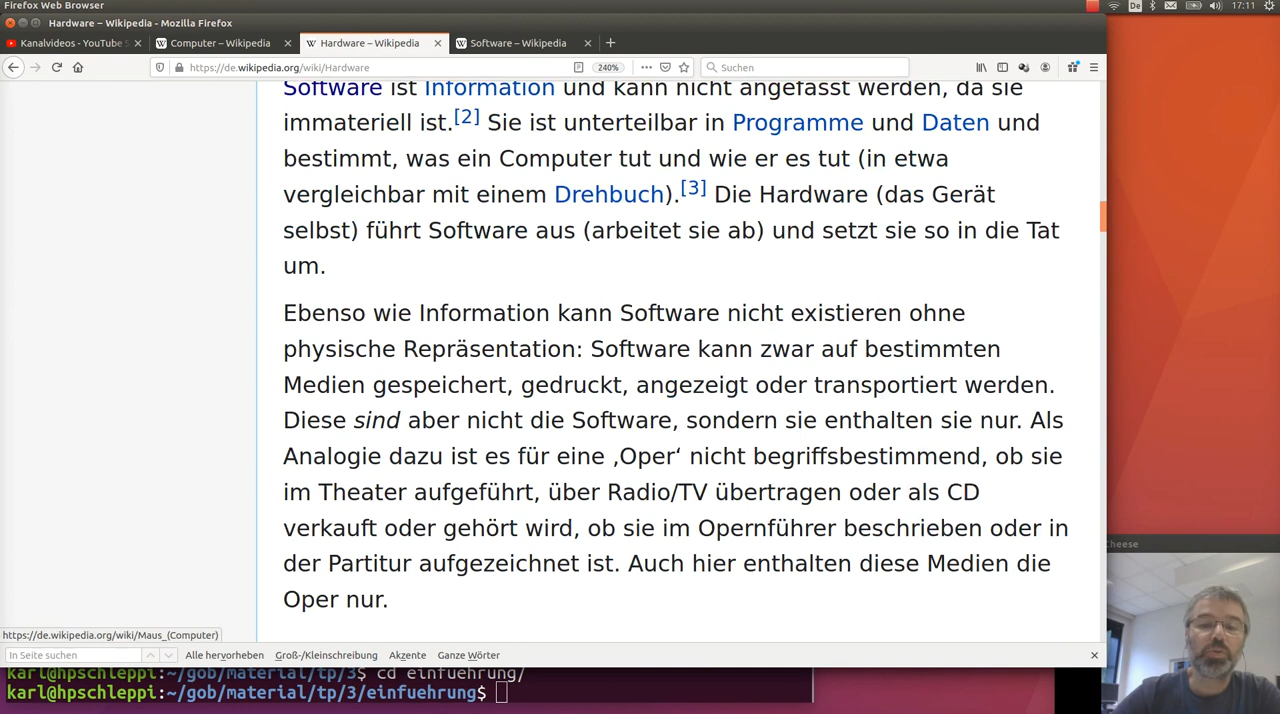 Firefox Web Browser
De
17:11
Hardware – Wikipedia - Mozilla Firefox
Kanalvideos - YouTube
Computer – Wikipedia
Hardware – Wikipedia
Software – Wikipedia
https://de.wikipedia.org/wiki/Hardware
240%
Suchen
Software ist Information und kann nicht angefasst werden, da sie
immateriell ist.[2] Sie ist unterteilbar in Programme und Daten und
bestimmt, was ein Computer tut und wie er es tut (in etwa
vergleichbar mit einem Drehbuch).[3] Die Hardware (das Gerät
selbst) führt Software aus (arbeitet sie ab) und setzt sie so in die Tat
um.
Ebenso wie Information kann Software nicht existieren ohne
physische Repräsentation: Software kann zwar auf bestimmten
Medien gespeichert, gedruckt, angezeigt oder transportiert werden.
Diese sind aber nicht die Software, sondern sie enthalten sie nur. Als
Analogie dazu ist es für eine ‚Oper‘ nicht begriffsbestimmend, ob sie
im Theater aufgeführt, über Radio/TV übertragen oder als CD
verkauft oder gehört wird, ob sie im Opernführer beschrieben oder in
der Partitur aufgezeichnet ist. Auch hier enthalten diese Medien die
Oper nur.
Cheese
https://de.wikipedia.org/wiki/Maus_(Computer)
In Seite suchen
Alle hervorheben
Groß-/Kleinschreibung
Akzente
Ganze Wörter
karl@hpschleppi:~/gob/material/tp/3$ cd einfuehrung/
karl@hpschleppi:~/gob/material/tp/3/einfuehrung$